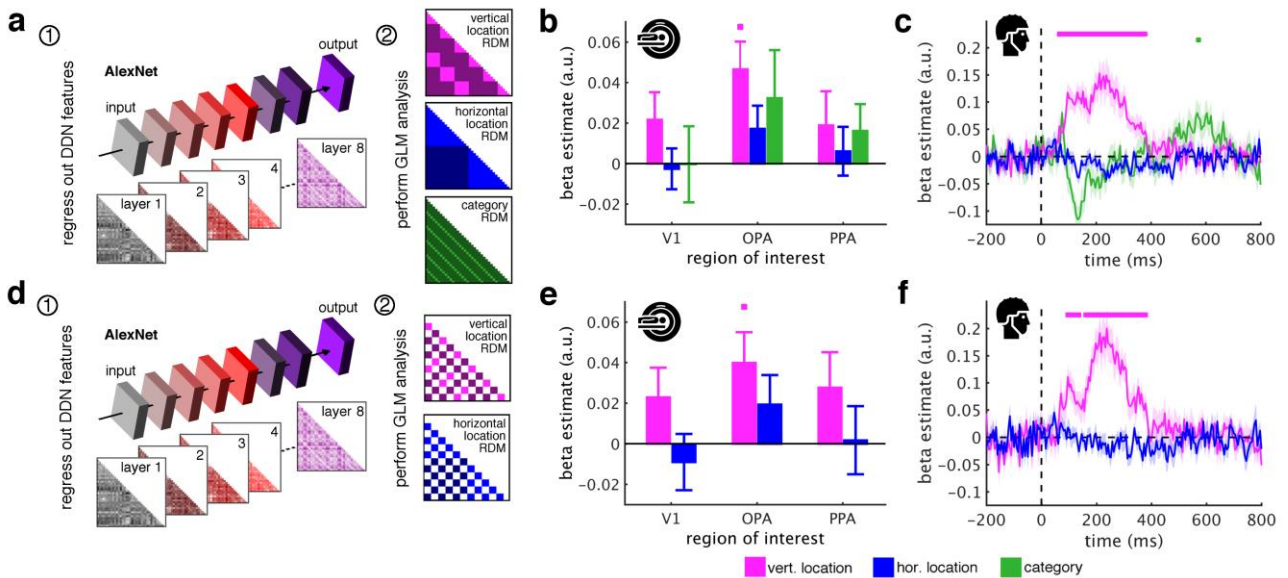 a
①
regress out DDN features
AlexNet
input
output
layer 1
2
3
4
layer 8
②
perform GLM analysis
vertical
location
RDM
horizontal
location
RDM
category
RDM
b
beta estimate (a.u.)
0.06
0.04
0.02
0
−0.02
V1
OPA
PPA
region of interest
c
beta estimate (a.u.)
0.2
0.15
0.1
0.05
0
-0.05
-0.1
−200
0
200
400
600
800
time (ms)
d
①
regress out DDN features
AlexNet
input
output
layer 1
2
3
4
layer 8
②
perform GLM analysis
vertical
location
RDM
horizontal
location
RDM
e
beta estimate (a.u.)
0.06
0.04
0.02
0
−0.02
V1
OPA
PPA
region of interest
f
beta estimate (a.u.)
0.2
0.15
0.1
0.05
0
-0.05
-0.1
−200
0
200
400
600
800
time (ms)
vert. location
hor. location
category